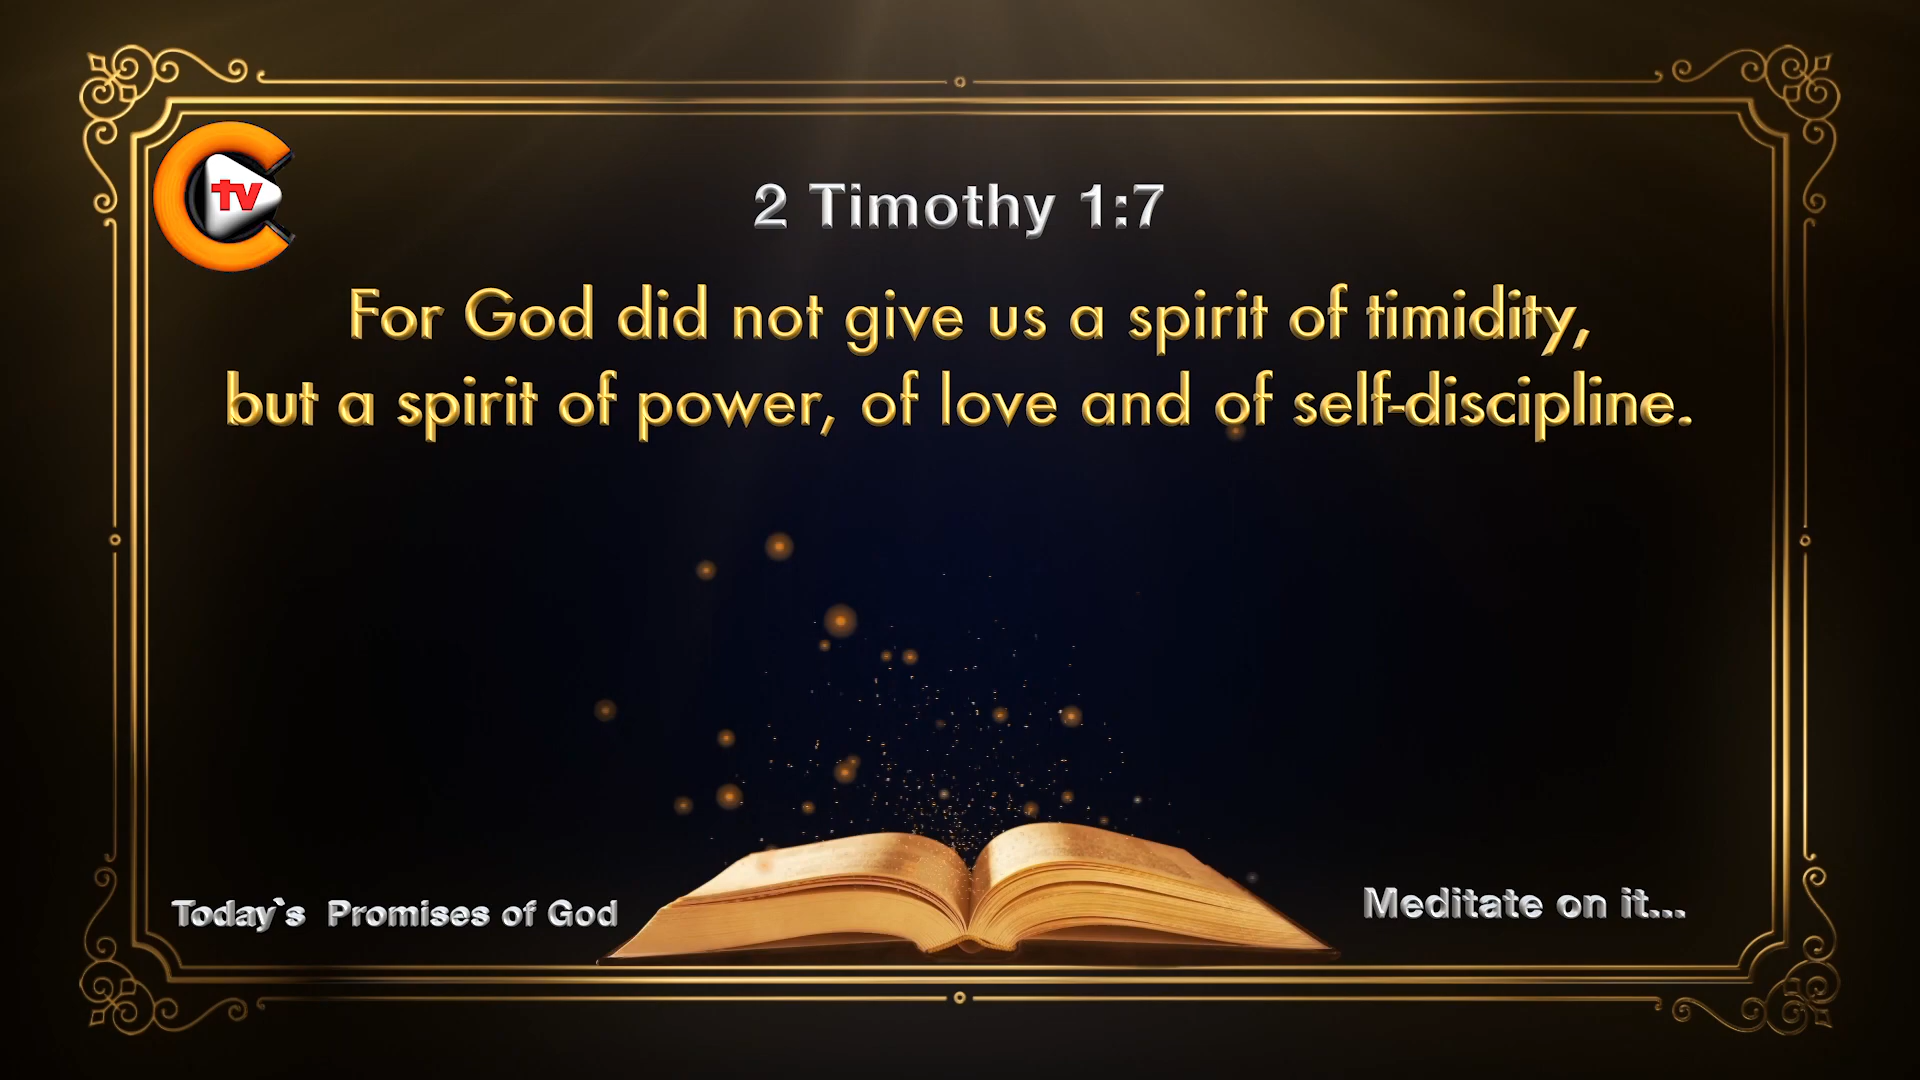 tv
2 Timothy 1:7
For God did not give us a spirit of timidity,
but a spirit of power, of love and of self-discipline.
Today`s Promises of God
Meditate on it...